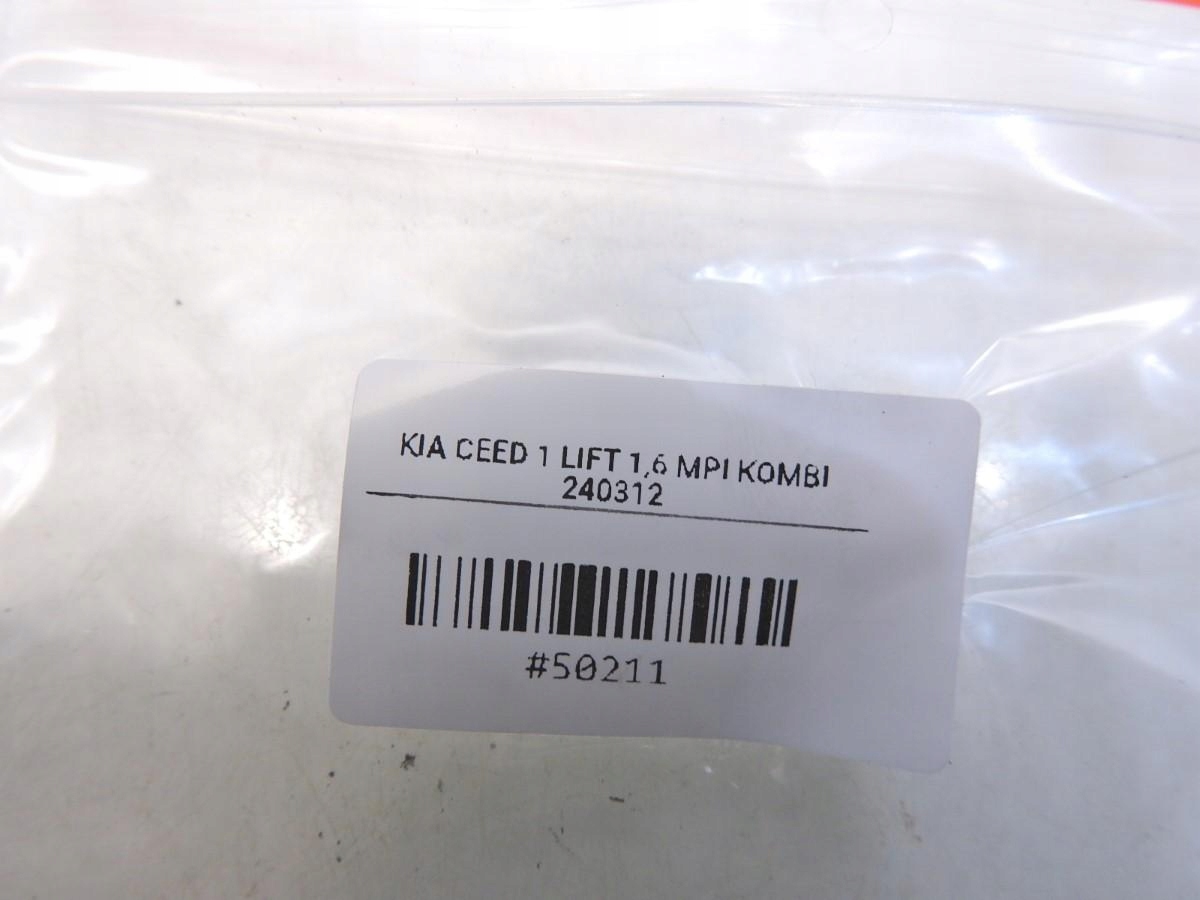 KIA CEED 1 LIFT 1,6 MPI KOMBI
240312
#50211